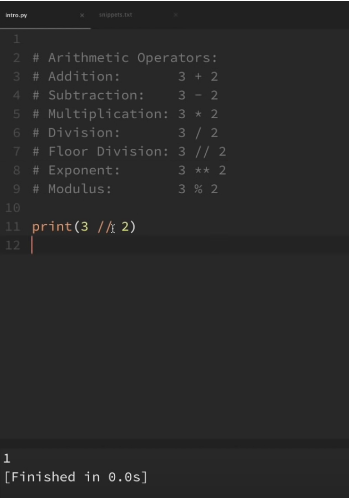 intro.py snippets.txt
1
2 # Arithmetic Operators:
3 # Addition: 3 + 2
4 # Subtraction: 3 - 2
5 # Multiplication: 3 * 2
6 # Division: 3 / 2
7 # Floor Division: 3 // 2
8 # Exponent: 3 ** 2
9 # Modulus: 3 % 2
10
11 print(3 // 2)
12
1
[Finished in 0.0s]